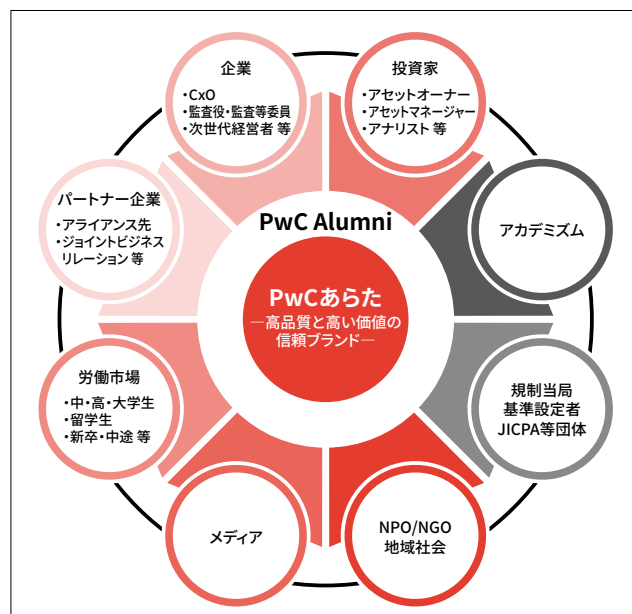 企業
・CxO
・監査役・監査等委員
・次世代経営者 等
投資家
・アセットオーナー
・アセットマネージャー
・アナリスト 等
パートナー企業
・アライアンス先
・ジョイントビジネス
リレーション 等
PwC Alumni
アカデミズム
PwCあらた
―高品質と高い価値の
信頼ブランド―
労働市場
・中・高・大学生
・留学生
・新卒・中途 等
規制当局
基準設定者
JICPA等団体
メディア
NPO/NGO
地域社会